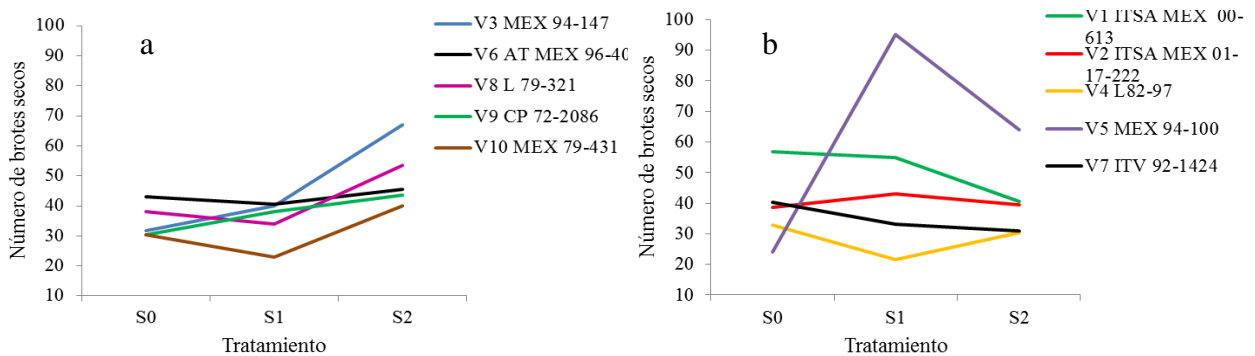 a
Número de brotes secos
100
90
80
70
60
50
40
30
20
10
S0 S1 S2
Tratamiento
V3 MEX 94-147
V6 AT MEX 96-40
V8 L 79-321
V9 CP 72-2086
V10 MEX 79-431
b
Número de brotes secos
100
90
80
70
60
50
40
30
20
10
S0 S1 S2
Tratamiento
V1 ITSA MEX 00-
613
V2 ITSA MEX 01-
17-222
V4 L82-97
V5 MEX 94-100
V7 ITV 92-1424